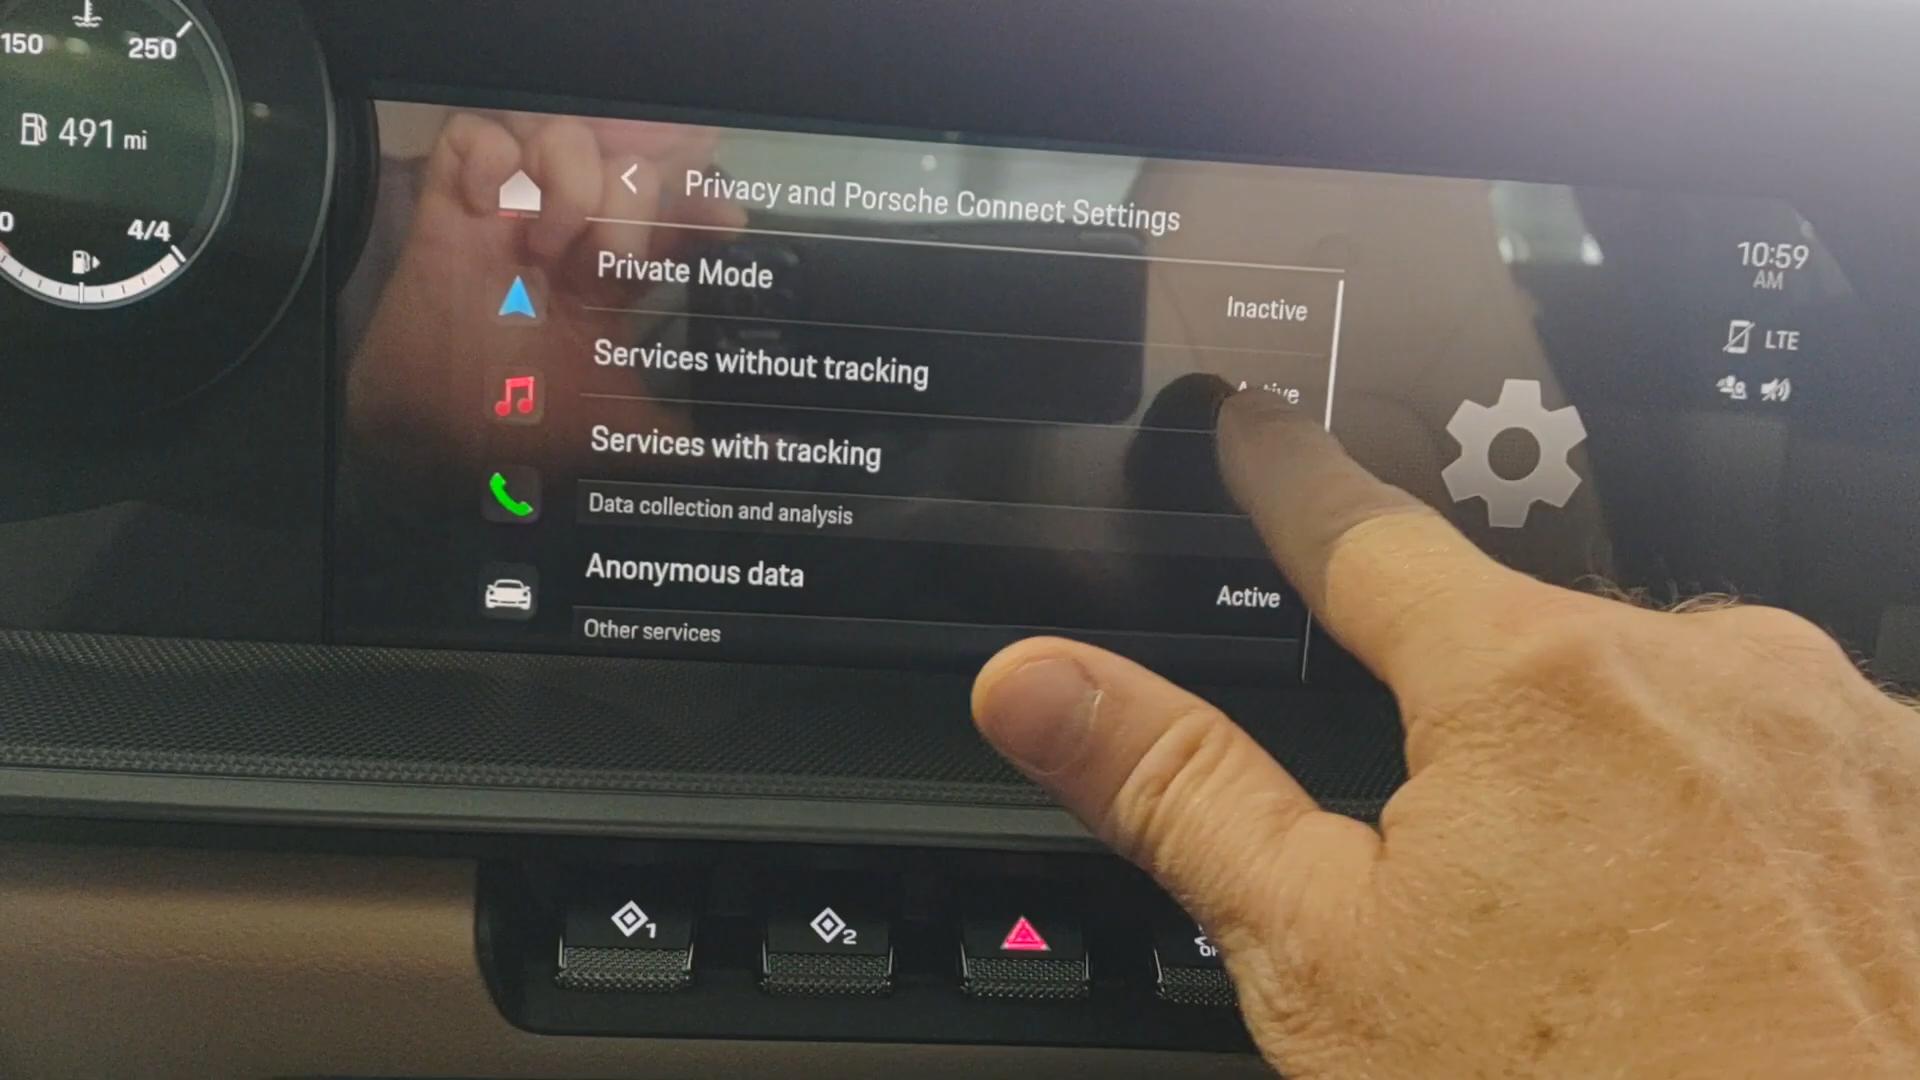 150
250
491 mi
0
4/4
Privacy and Porsche Connect Settings
Private Mode
Inactive
Services without tracking
Services with tracking
Data collection and analysis
Anonymous data
Active
Other services
10:59
AM
LTE
1
2